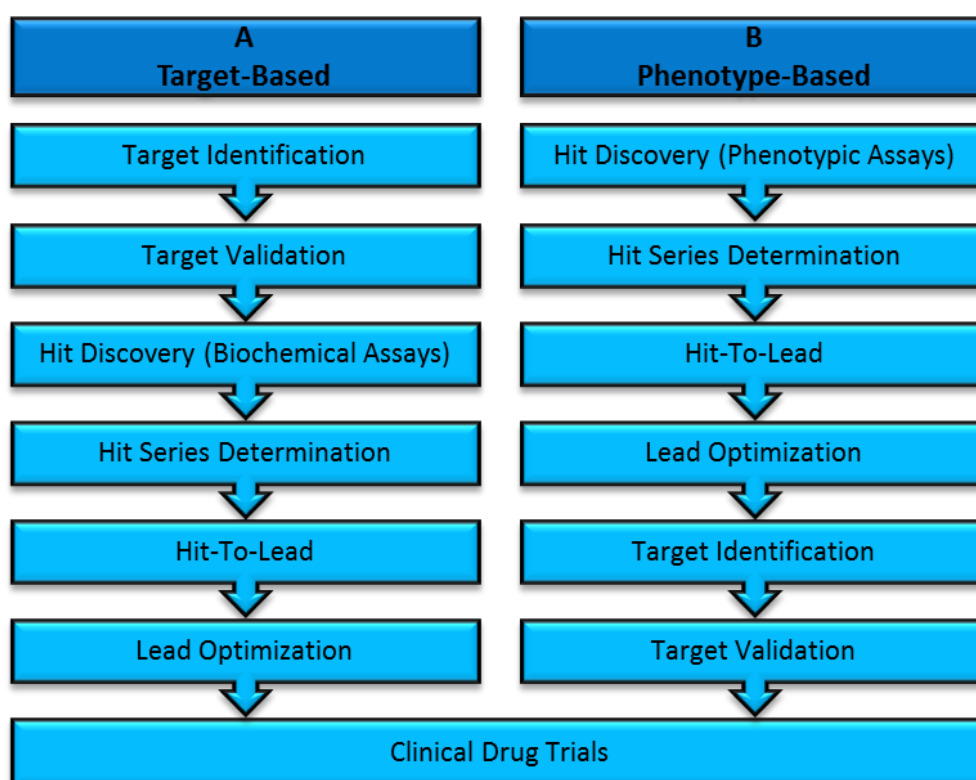 A
Target-Based
Target Identification
Target Validation
Hit Discovery (Biochemical Assays)
Hit Series Determination
Hit-To-Lead
Lead Optimization
B
Phenotype-Based
Hit Discovery (Phenotypic Assays)
Hit Series Determination
Hit-To-Lead
Lead Optimization
Target Identification
Target Validation
Clinical Drug Trials